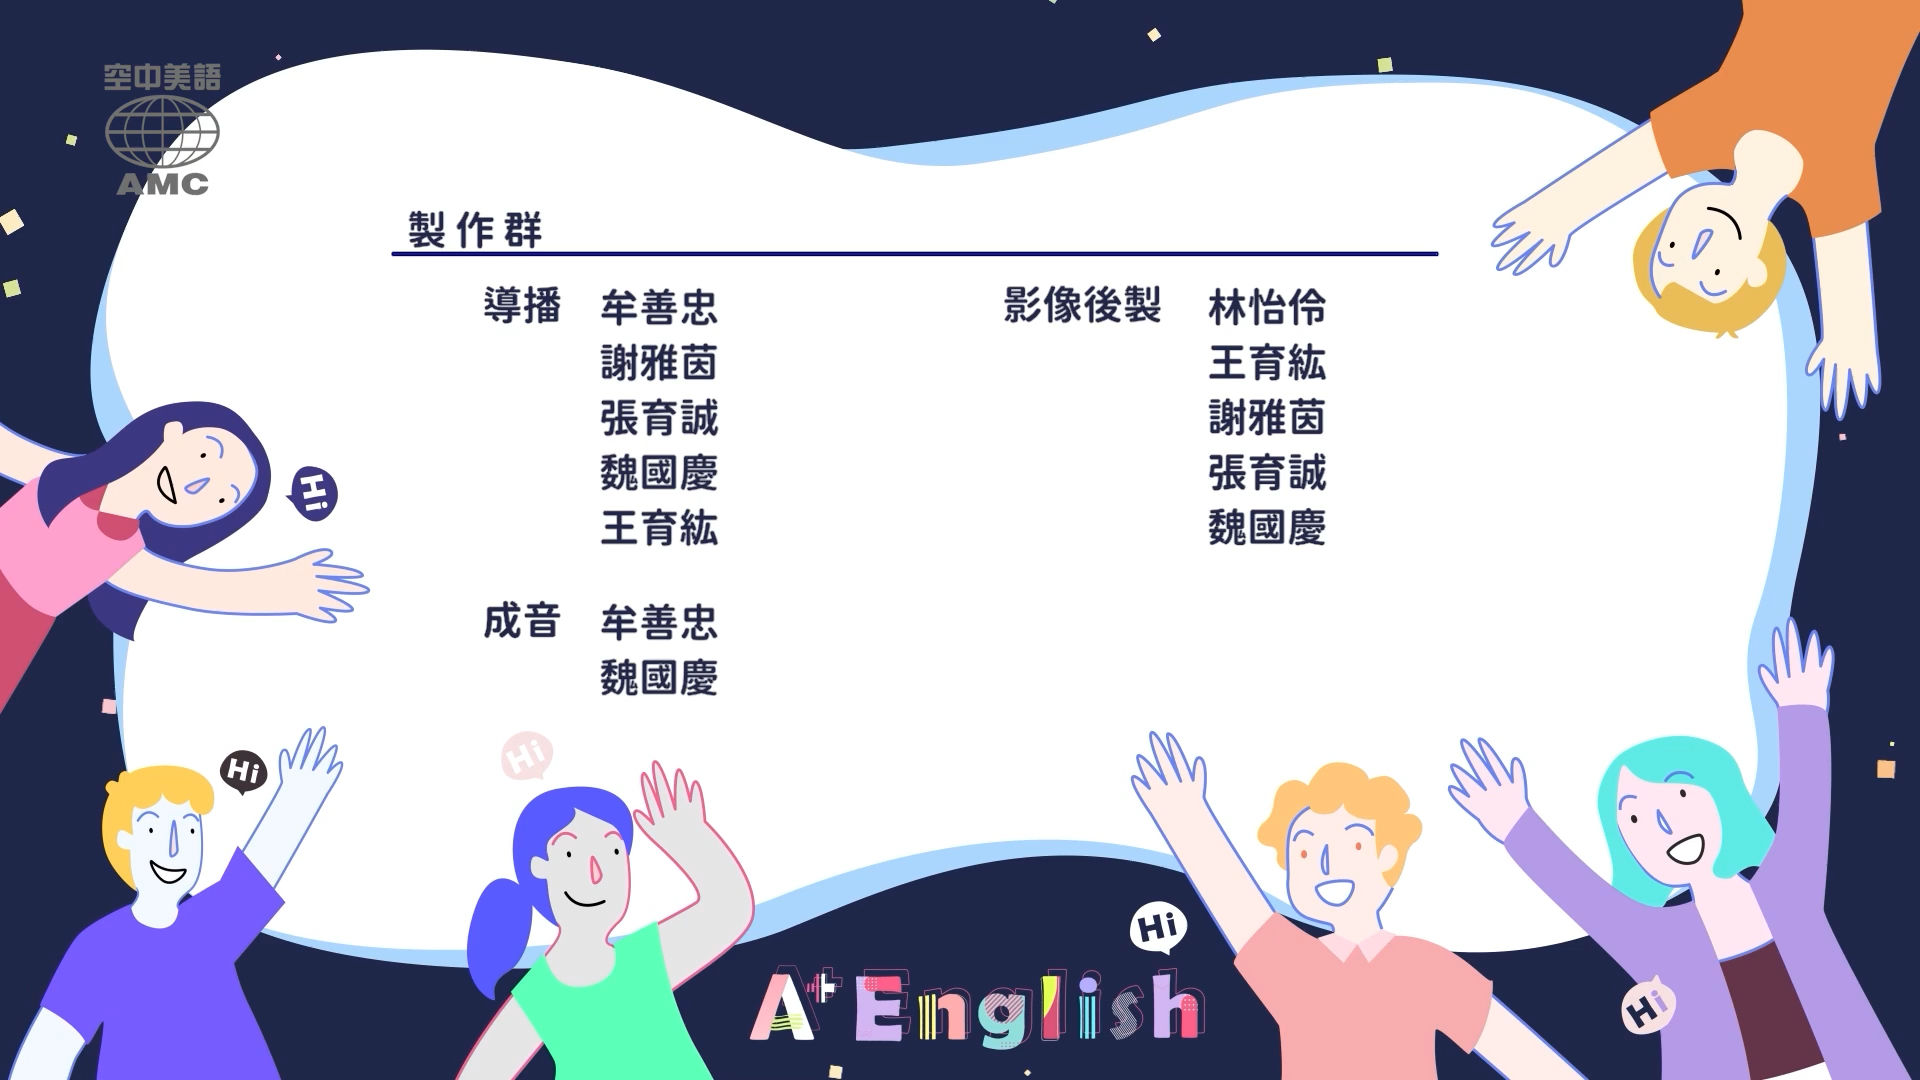 空中美語
AMC
製作群
導播 牟善忠
謝雅茵
張育誠
魏國慶
王育紘
成音 牟善忠
魏國慶
影像後製 林怡伶
王育紘
謝雅茵
張育誠
魏國慶
Hi
Hi
Hi
Hi
Hi
A+ English